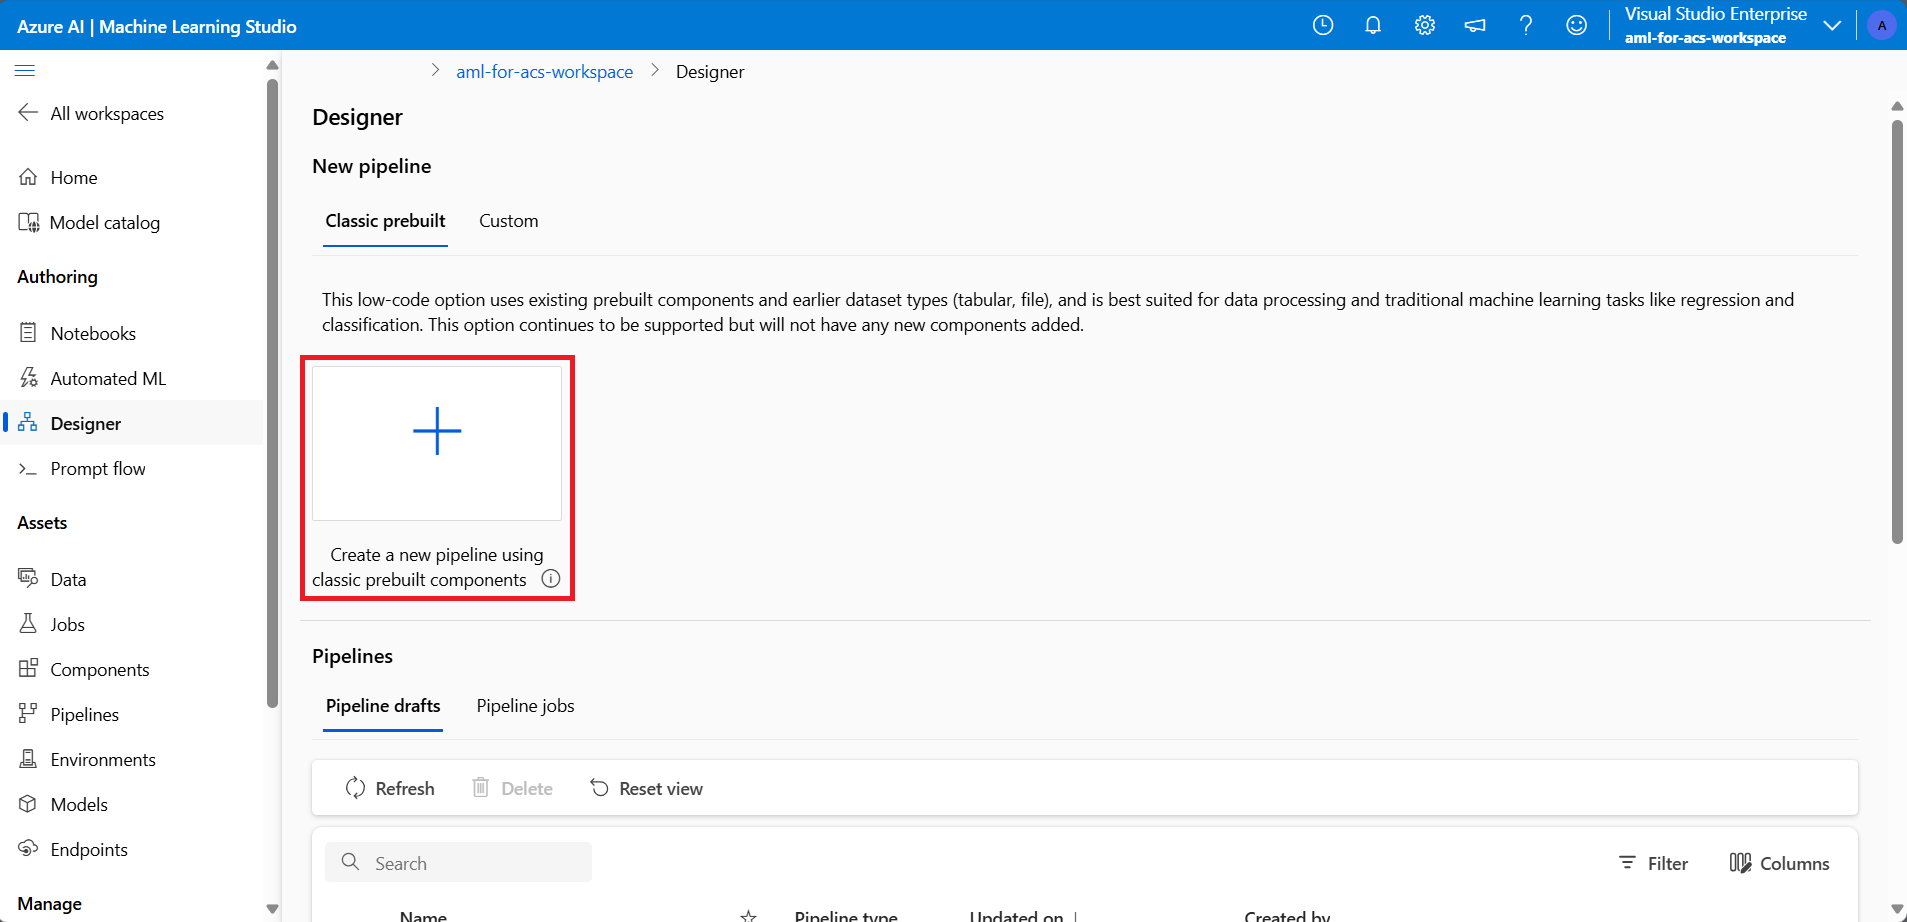 Azure AI | Machine Learning Studio
Visual Studio Enterprise
aml-for-acs-workspace
A
All workspaces
Home
Model catalog
Authoring
Notebooks
Automated ML
Designer
Prompt flow
Assets
Data
Jobs
Components
Pipelines
Environments
Models
Endpoints
Manage
aml-for-acs-workspace > Designer
Designer
New pipeline
Classic prebuilt Custom
This low-code option uses existing prebuilt components and earlier dataset types (tabular, file), and is best suited for data processing and traditional machine learning tasks like regression and
classification. This option continues to be supported but will not have any new components added.
Create a new pipeline using
classic prebuilt components
Pipelines
Pipeline drafts Pipeline jobs
Refresh Delete Reset view
Search Filter Columns
Name Pipeline type Updated on Created by